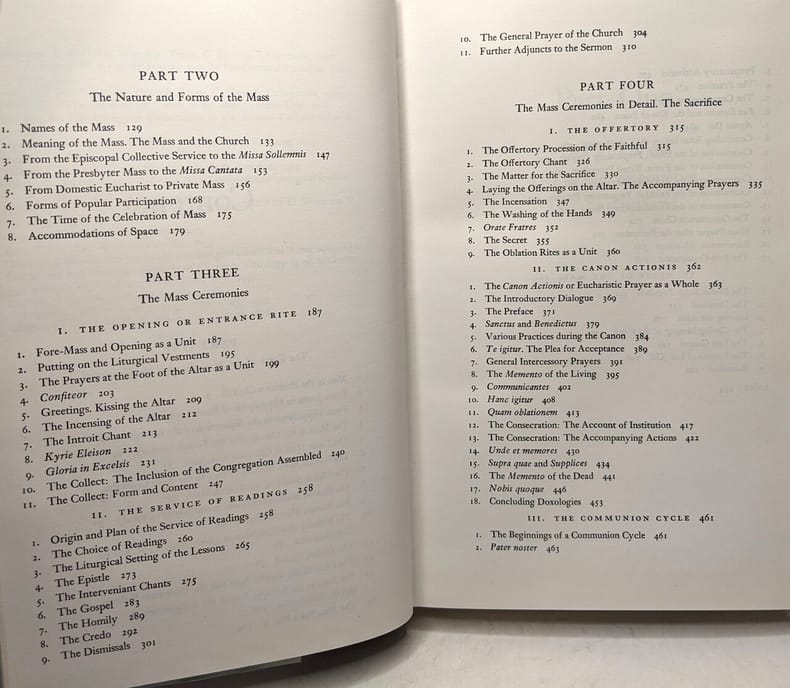 PART TWO
The Nature and Forms of the Mass
1. Names of the Mass 129
2. Meaning of the Mass. The Mass and the Church 133
3. From the Episcopal Collective Service to the Missa Sollemnis 147
4. From the Presbyter Mass to the Missa Cantata 153
5. From Domestic Eucharist to Private Mass 156
6. Forms of Popular Participation 168
7. The Time of the Celebration of Mass 175
8. Accommodations of Space 179
PART THREE
The Mass Ceremonies
I. THE OPENING OR ENTRANCE RITE 187
1. Fore-Mass and Opening as a Unit 187
2. Putting on the Liturgical Vestments 195
3. The Prayers at the Foot of the Altar as a Unit 199
4. Confiteor 203
5. Greetings. Kissing the Altar 209
6. The Incensing of the Altar 212
7. The Introit Chant 213
8. Kyrie Eleison 222
9. Gloria in Excelsis 231
10. The Collect: The Inclusion of the Congregation Assembled 240
11. The Collect: Form and Content 247
II. THE SERVICE OF READINGS 258
1. Origin and Plan of the Service of Readings 258
2. The Choice of Readings 260
3. The Liturgical Setting of the Lessons 265
4. The Epistle 273
5. The Interveniant Chants 275
6. The Gospel 283
7. The Homily 289
8. The Credo 292
9. The Dismissals 301
10. The General Prayer of the Church 304
11. Further Adjuncts to the Sermon 310
PART FOUR
The Mass Ceremonies in Detail. The Sacrifice
I. THE OFFERTORY 315
1. The Offertory Procession of the Faithful 315
2. The Offertory Chant 326
3. The Matter for the Sacrifice 330
4. Laying the Offerings on the Altar. The Accompanying Prayers 335
5. The Incensation 347
6. The Washing of the Hands 349
7. Orate Fratres 352
8. The Secret 355
9. The Oblation Rites as a Unit 360
II. THE CANON ACTIONIS 362
1. The Canon Actionis or Eucharistic Prayer as a Whole 363
2. The Introductory Dialogue 369
3. The Preface 371
4. Sanctus and Benedictus 379
5. Various Practices during the Canon 384
6. Te igitur. The Plea for Acceptance 389
7. General Intercessory Prayers 391
8. The Memento of the Living 395
9. Communicantes 402
10. Hanc igitur 408
11. Quam oblationem 413
12. The Consecration: The Account of Institution 417
13. The Consecration: The Accompanying Actions 422
14. Unde et memores 430
15. Supra quae and Supplices 434
16. The Memento of the Dead 441
17. Nobis quoque 446
18. Concluding Doxologies 453
III. THE COMMUNION CYCLE 461
1. The Beginnings of a Communion Cycle 461
2. Pater noster 463